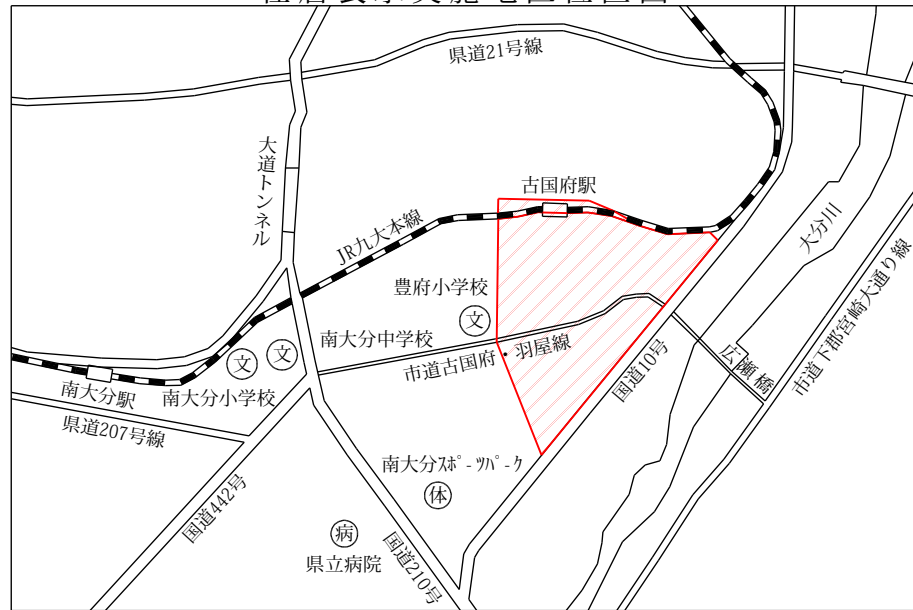 県道21号線
大道トンネル
古国府駅
JR九大本線
大分川
豊府小学校
文
南大分中学校
文
文
市道古国府・羽屋線
国道10号
広瀬橋
市道下郡宮崎大通り線
南大分駅
南大分小学校
県道207号線
国道442号
南大分ｽﾎﾟｰﾂﾊﾟｰｸ
体
病
県立病院
国道210号